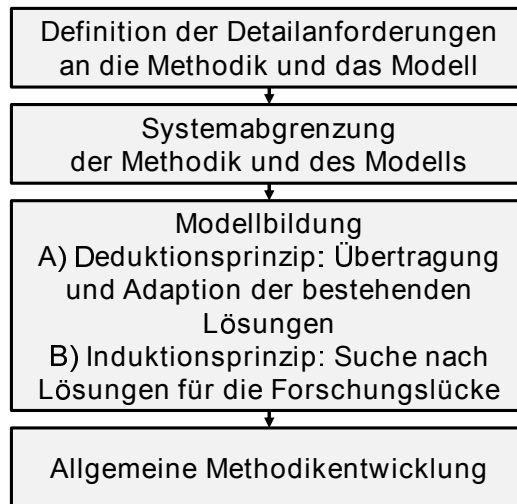 Definition der Detailanforderungen
an die Methodik und das Modell
Systemabgrenzung
der Methodik und des Modells
Modellbildung
A) Deduktionsprinzip: Übertragung
und Adaption der bestehenden
Lösungen
B) Induktionsprinzip: Suche nach
Lösungen für die Forschungslücke
Allgemeine Methodikentwicklung